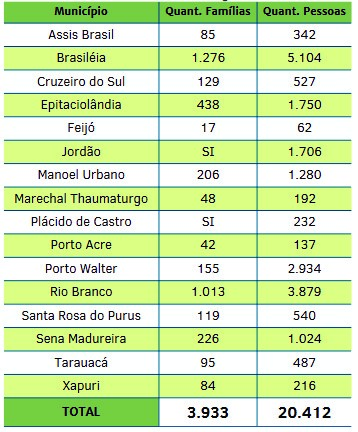 Município Quant. Famílias Quant. Pessoas
Assis Brasil 85 342
Brasiléia 1.276 5.104
Cruzeiro do Sul 129 527
Epitaciolândia 438 1.750
Feijó 17 62
Jordão SI 1.706
Manoel Urbano 206 1.280
Marechal Thaumaturgo 48 192
Plácido de Castro SI 232
Porto Acre 42 137
Porto Walter 155 2.934
Rio Branco 1.013 3.879
Santa Rosa do Purus 119 540
Sena Madureira 226 1.024
Tarauacá 95 487
Xapuri 84 216
TOTAL 3.933 20.412